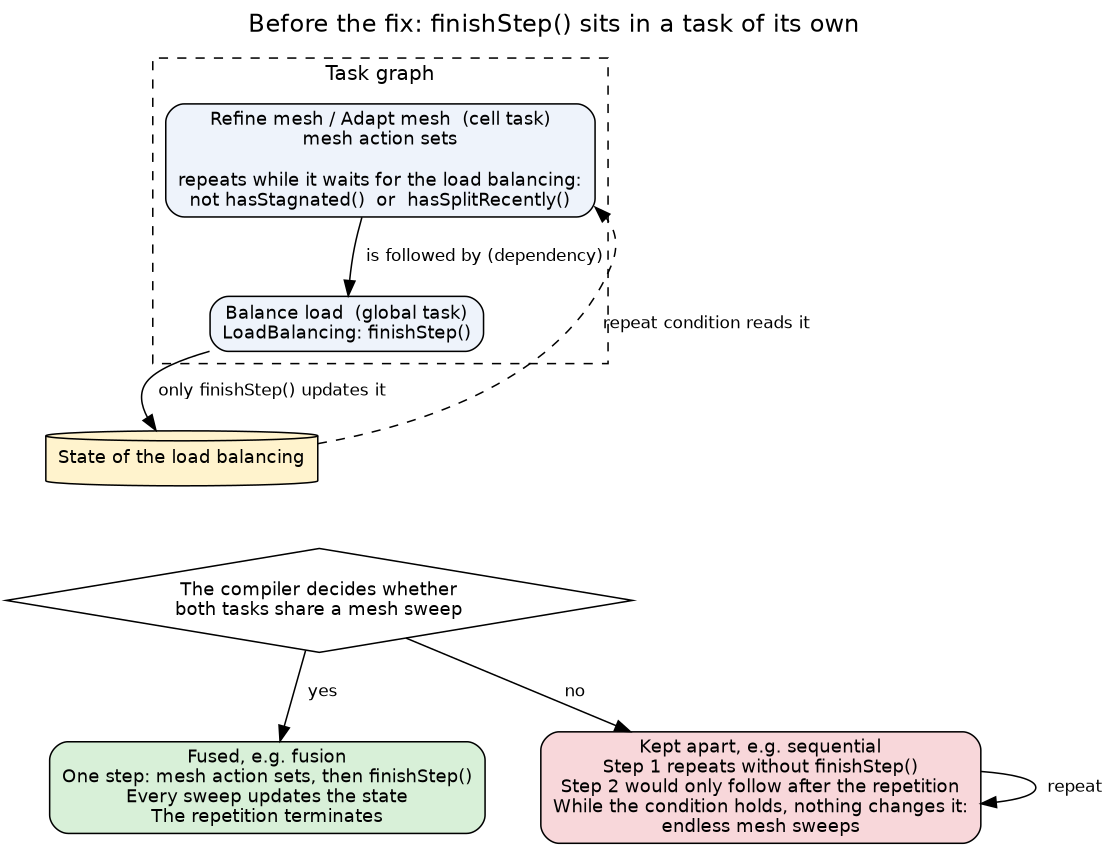 Before the fix: finishStep() sits in a task of its own
Task graph
Refine mesh / Adapt mesh  (cell task)
mesh action sets
repeats while it waits for the load balancing:
not hasStagnated()  or  hasSplitRecently()
is followed by (dependency)
Balance load  (global task)
LoadBalancing: finishStep()
repeat condition reads it
only finishStep() updates it
State of the load balancing
The compiler decides whether
both tasks share a mesh sweep
yes
no
Fused, e.g. fusion
One step: mesh action sets, then finishStep()
Every sweep updates the state
The repetition terminates
Kept apart, e.g. sequential
Step 1 repeats without finishStep()
Step 2 would only follow after the repetition
While the condition holds, nothing changes it:
endless mesh sweeps
repeat